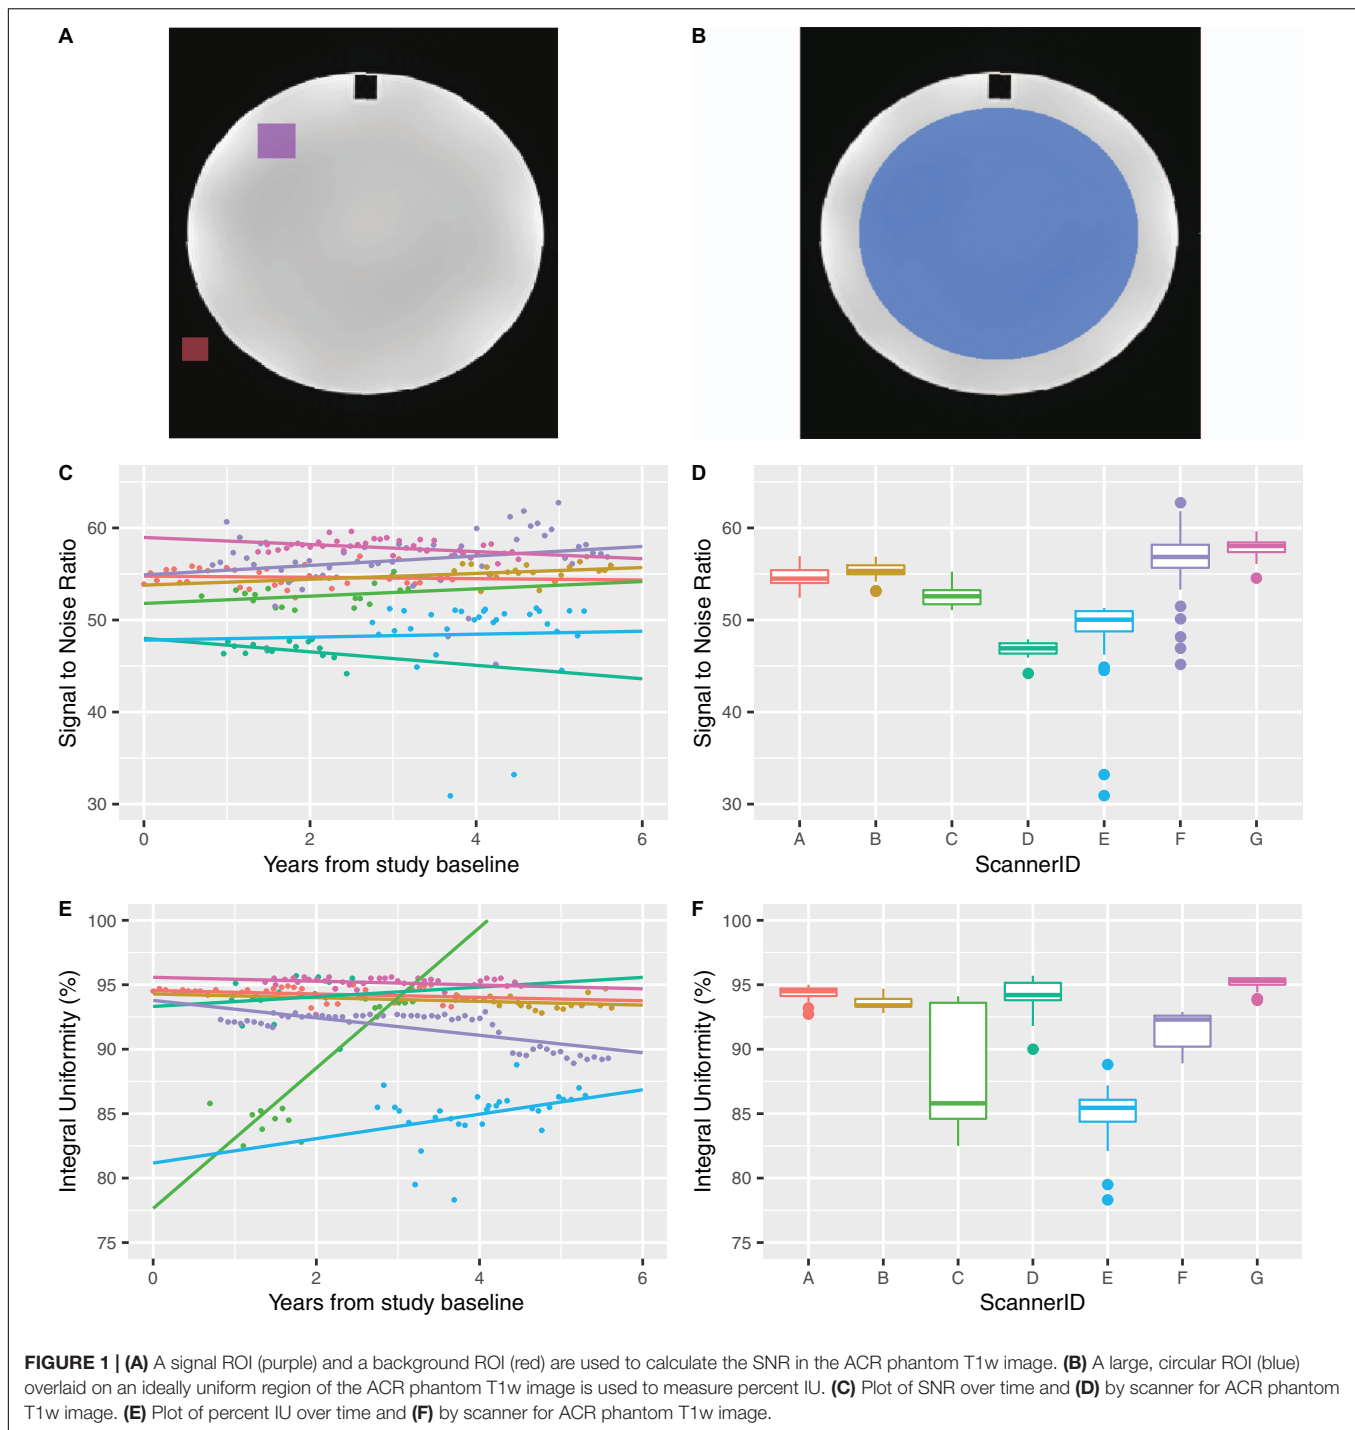 A
B
C
60
50
40
30
Signal to Noise Ratio
0
2
4
6
Years from study baseline
D
60
50
40
30
Signal to Noise Ratio
A
B
C
D
E
F
G
ScannerID
E
100
95
90
85
80
75
Integral Uniformity (%)
0
2
4
6
Years from study baseline
F
100
95
90
85
80
75
Integral Uniformity (%)
A
B
C
D
E
F
G
ScannerID
FIGURE 1 | (A) A signal ROI (purple) and a background ROI (red) are used to calculate the SNR in the ACR phantom T1w image. (B) A large, circular ROI (blue)
overlaid on an ideally uniform region of the ACR phantom T1w image is used to measure percent IU. (C) Plot of SNR over time and (D) by scanner for ACR phantom
T1w image. (E) Plot of percent IU over time and (F) by scanner for ACR phantom T1w image.